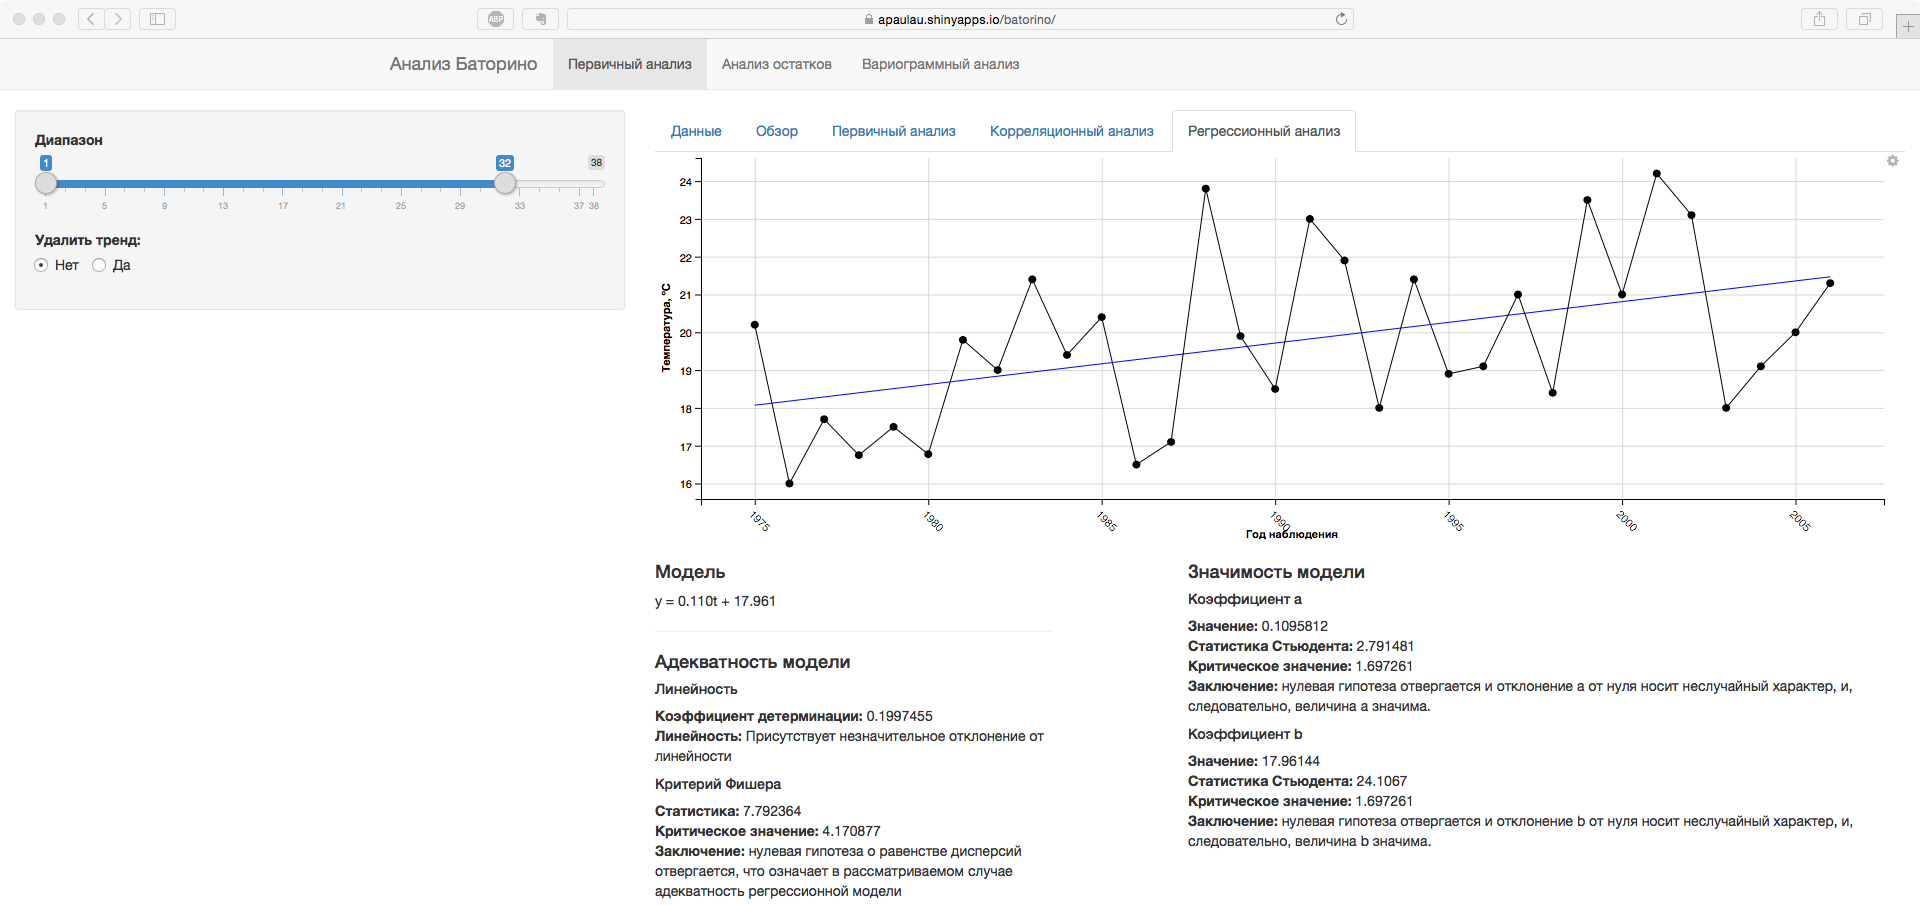 ABP
apaulau.shinyapps.io/batorino/
Анализ Баторино
Первичный анализ
Анализ остатков
Вариограммный анализ
Диапазон
1
32
38
1 5 9 13 17 21 25 29 33 37 38
Удалить тренд:
Нет Да
Данные
Обзор
Первичный анализ
Корреляционный анализ
Регрессионный анализ
24
23
22
21
20
19
18
17
16
Температура, °C
1975 1980 1985 1990 1995 2000 2005
Год наблюдения
Модель
y = 0.110t + 17.961
Адекватность модели
Линейность
Коэффициент детерминации: 0.1997455
Линейность: Присутствует незначительное отклонение от
линейности
Критерий Фишера
Статистика: 7.792364
Критическое значение: 4.170877
Заключение: нулевая гипотеза о равенстве дисперсий
отвергается, что означает в рассматриваемом случае
адекватность регрессионной модели
Значимость модели
Коэффициент a
Значение: 0.1095812
Статистика Стьюдента: 2.791481
Критическое значение: 1.697261
Заключение: нулевая гипотеза отвергается и отклонение a от нуля носит неслучайный характер, и,
следовательно, величина a значима.
Коэффициент b
Значение: 17.96144
Статистика Стьюдента: 24.1067
Критическое значение: 1.697261
Заключение: нулевая гипотеза отвергается и отклонение b от нуля носит неслучайный характер, и,
следовательно, величина b значима.